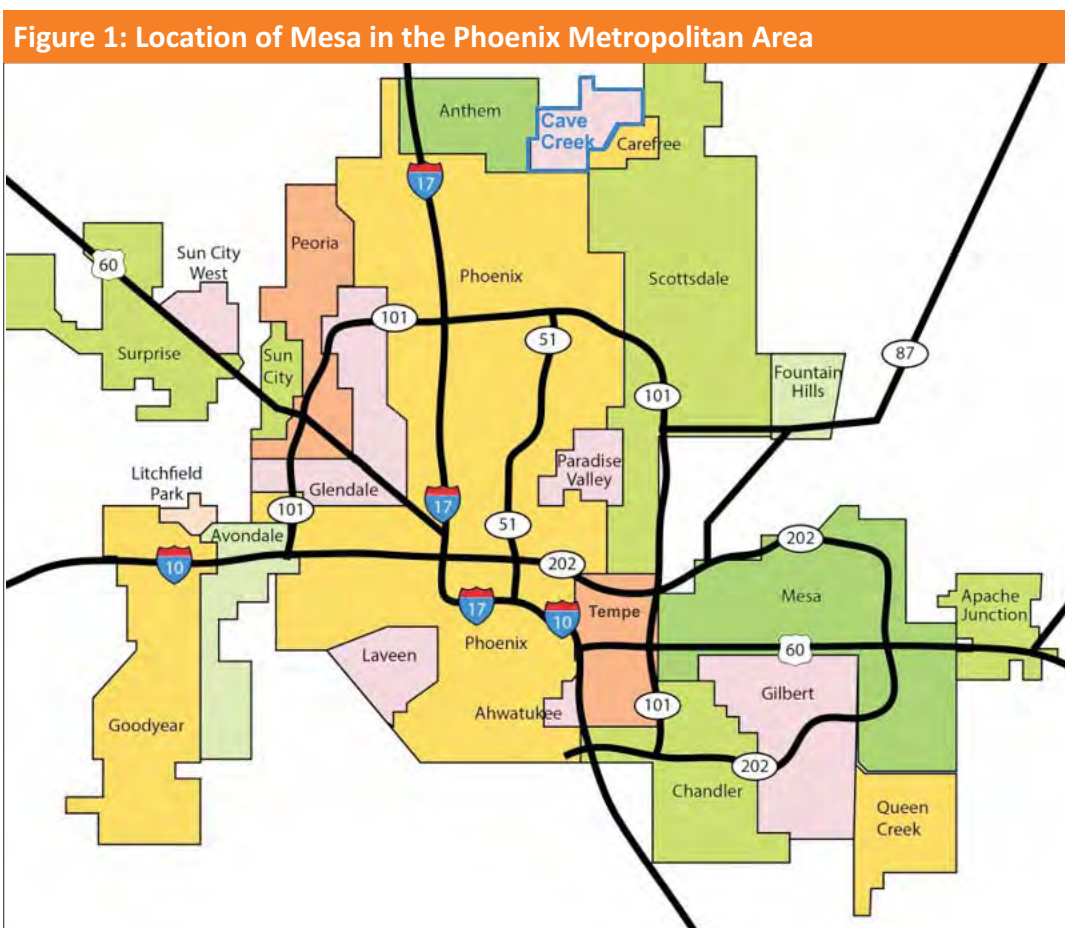 Figure 1: Location of Mesa in the Phoenix Metropolitan Area
Anthem
Cave
Creek
Carefree
17
Peoria
Sun City
West
60
Phoenix
Scottsdale
101
51
Surprise
Sun
City
87
Fountain
Hills
101
Paradise
Valley
Litchfield
Park
Glendale
17
101
51
Avondale
10
202
202
17
10
Tempe
Mesa
Apache
Junction
Phoenix
60
Laveen
Gilbert
Goodyear
Ahwatukee
101
202
Chandler
Queen
Creek